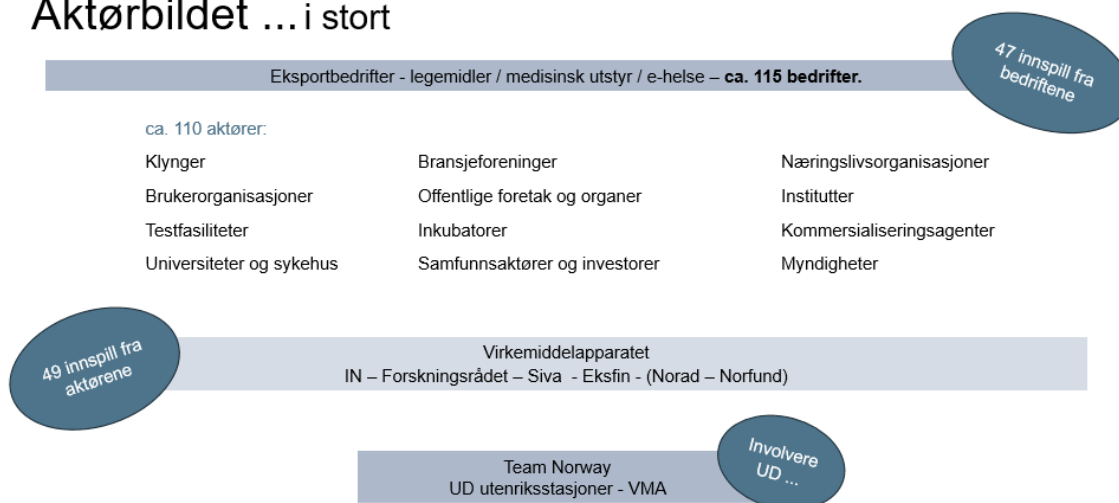 Aktørbildet ... i stort
47 innspill fra
bedriftene
Eksportbedrifter - legemidler / medisinsk utstyr / e-helse – ca. 115 bedrifter.
ca. 110 aktører:
Klynger
Bransjeforeninger
Næringslivsorganisasjoner
Brukerorganisasjoner
Offentlige foretak og organer
Institutter
Testfasiliteter
Inkubatorer
Kommersialiseringsagenter
Universiteter og sykehus
Samfunnsaktører og investorer
Myndigheter
49 innspill fra
aktørene
Virkemiddelapparatet
IN – Forskningsrådet – Siva - Eksfin - (Norad – Norfund)
Involvere
UD ...
Team Norway
UD utenriksstasjoner - VMA